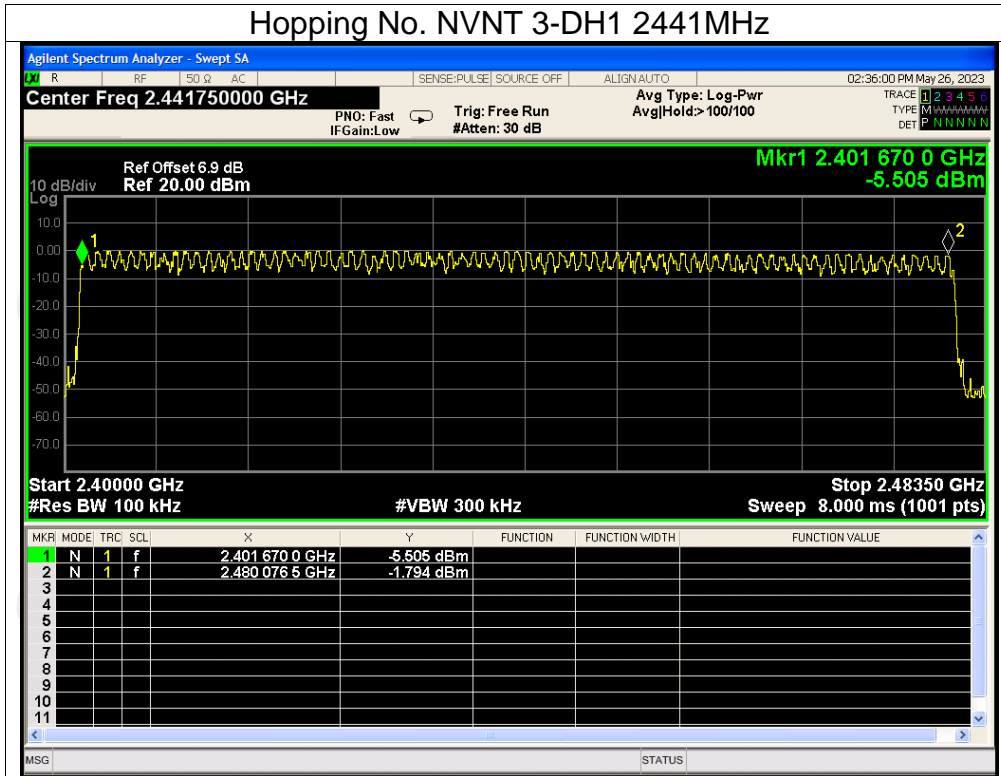 Hopping No. NVNT 3-DH1 2441MHz
Agilent Spectrum Analyzer - Swept SA
LXI R RF 50 Ω AC SENSE:PULSE SOURCE OFF ALIGN AUTO 02:36:00 PM May 26, 2023
Center Freq 2.441750000 GHz
PNO: Fast
IFGain:Low
Trig: Free Run
#Atten: 30 dB
Avg Type: Log-Pwr
Avg|Hold:>100/100
TRACE 1 2 3 4 5 6
TYPE M WWWWW
DET P N N N N N
Mkr1 2.401 670 0 GHz
-5.505 dBm
Ref Offset 6.9 dB
10 dB/div Ref 20.00 dBm
Log
10.0
0.00
-10.0
-20.0
-30.0
-40.0
-50.0
-60.0
-70.0
1
2
Start 2.40000 GHz Stop 2.48350 GHz
#Res BW 100 kHz #VBW 300 kHz Sweep 8.000 ms (1001 pts)
MKR MODE TRC SCL X Y FUNCTION FUNCTION WIDTH FUNCTION VALUE
1 N 1 f 2.401 670 0 GHz -5.505 dBm
2 N 1 f 2.480 076 5 GHz -1.794 dBm
3
4
5
6
7
8
9
10
11
MSG STATUS